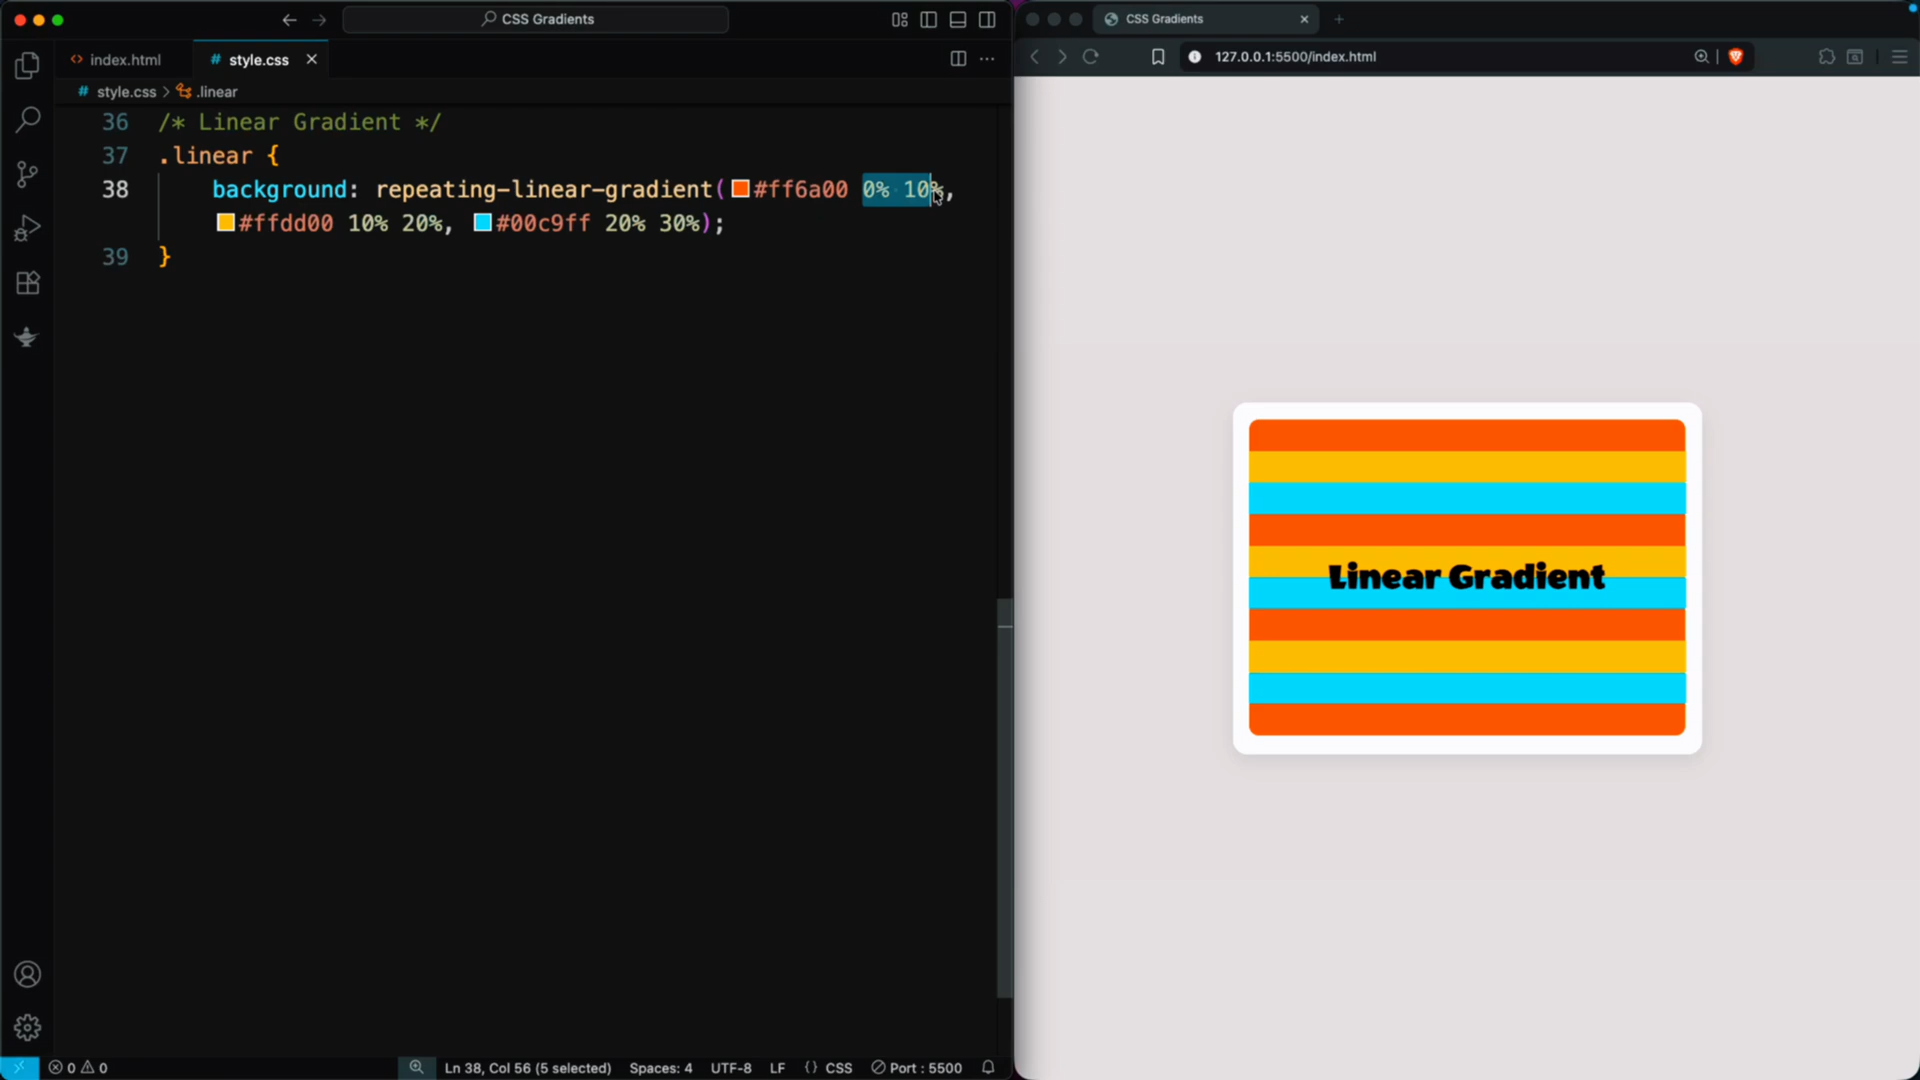 CSS Gradients
index.html
# style.css
# style.css > .linear
36 /* Linear Gradient */
37 .linear {
38 background: repeating-linear-gradient( #ff6a00 0% 10%,
#ffdd00 10% 20%, #00c9ff 20% 30%);
39 }
0 0
Ln 38, Col 56 (5 selected)
Spaces: 4
UTF-8
LF
{} CSS
Port : 5500
CSS Gradients
127.0.0.1:5500/index.html
Linear Gradient